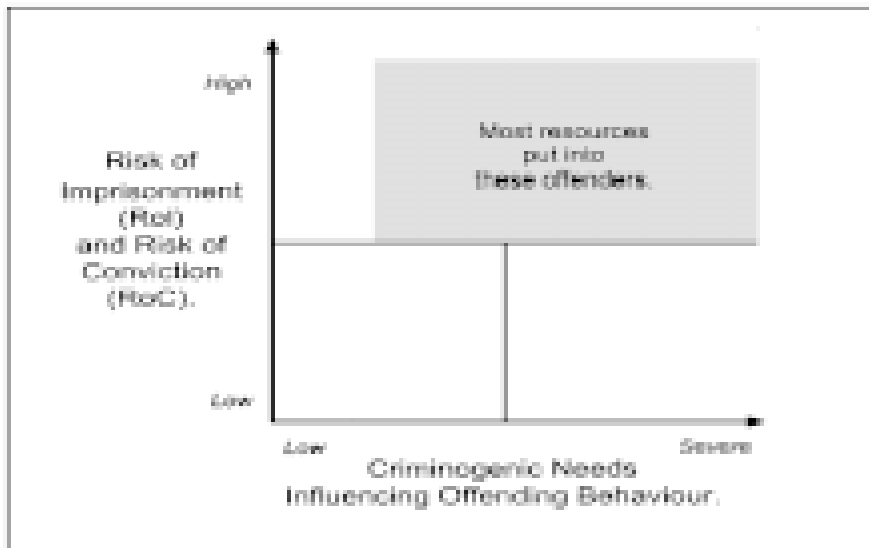 High
Risk of
Imprisonment
(RoI)
and Risk of
Conviction
(RoC).
Low
Most resources
put into
these offenders.
Low
Severe
Criminogenic Needs
Influencing Offending Behaviour.